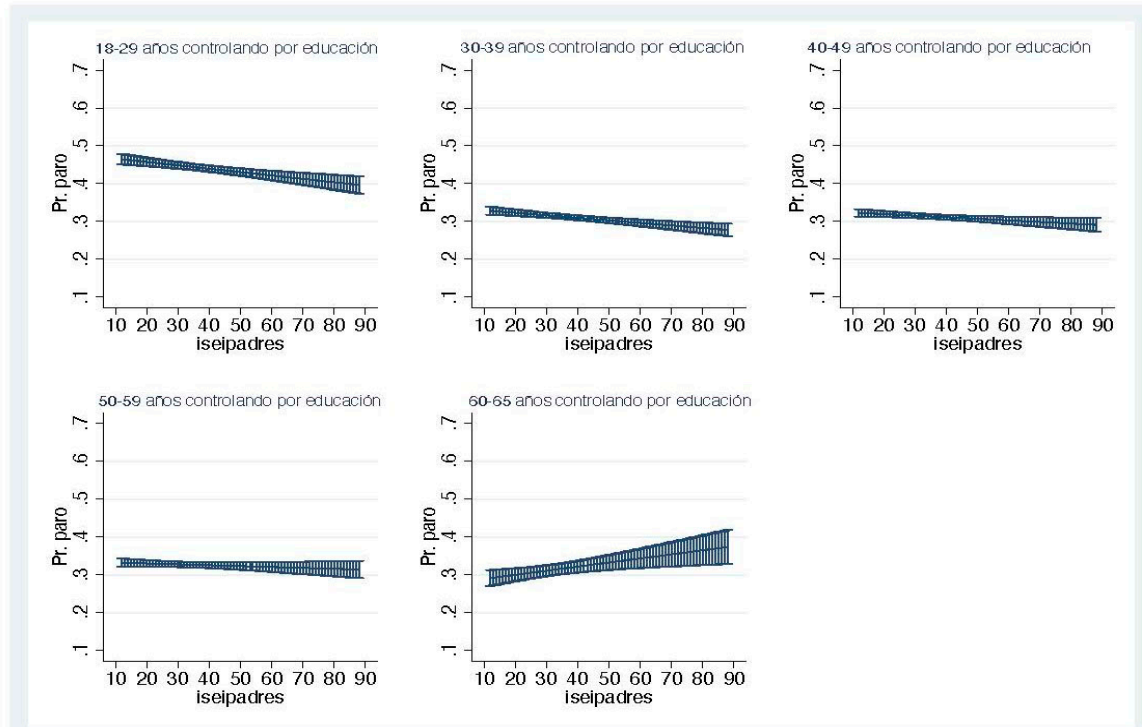 18-29 años controlando por educación
Pr. paro
.7
.6
.5
.4
.3
.2
.1
10 20 30 40 50 60 70 80 90
iseipadres
30-39 años controlando por educación
Pr. paro
.7
.6
.5
.4
.3
.2
.1
10 20 30 40 50 60 70 80 90
iseipadres
40-49 años controlando por educación
Pr. paro
.7
.6
.5
.4
.3
.2
.1
10 20 30 40 50 60 70 80 90
iseipadres
50-59 años controlando por educación
Pr. paro
.7
.6
.5
.4
.3
.2
.1
10 20 30 40 50 60 70 80 90
iseipadres
60-65 años controlando por educación
Pr. paro
.7
.6
.5
.4
.3
.2
.1
10 20 30 40 50 60 70 80 90
iseipadres